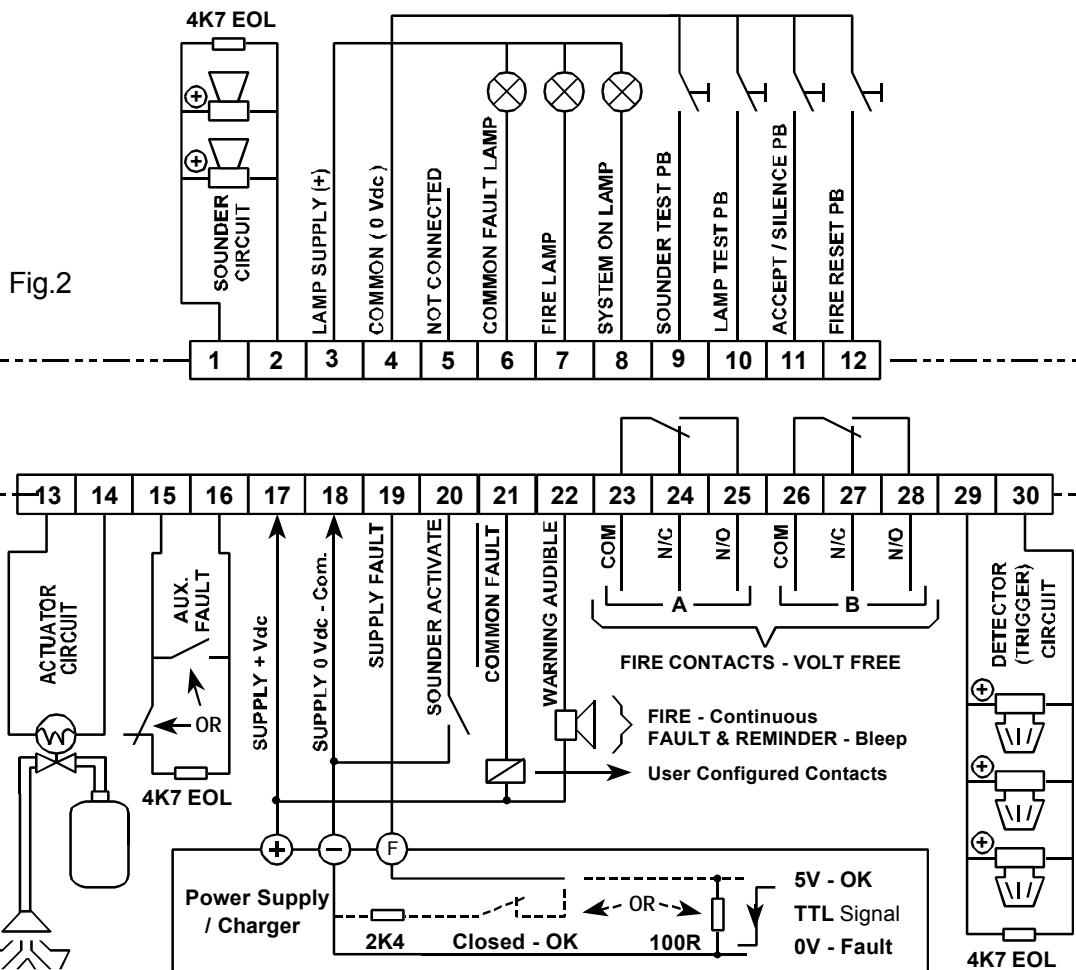 4K7 EOL
+
+
SOUNDER
CIRCUIT
LAMP SUPPLY (+)
COMMON ( 0 Vdc )
NOT CONNECTED
COMMON FAULT LAMP
FIRE LAMP
SYSTEM ON LAMP
SOUNDER TEST PB
LAMP TEST PB
ACCEPT / SILENCE PB
FIRE RESET PB
Fig.2
1 2 3 4 5 6 7 8 9 10 11 12
13 14 15 16 17 18 19 20 21 22 23 24 25 26 27 28 29 30
ACTUATOR
CIRCUIT
AUX.
FAULT
OR
4K7 EOL
SUPPLY + Vdc
SUPPLY 0 Vdc - Com.
SUPPLY FAULT
SOUNDER ACTIVATE
COMMON FAULT
WARNING AUDIBLE
COM
N/C
N/O
COM
N/C
N/O
A
B
FIRE CONTACTS - VOLT FREE
DETECTOR
(TRIGGER)
CIRCUIT
+
+
+
4K7 EOL
FIRE - Continuous
FAULT & REMINDER - Bleep
User Configured Contacts
+ − F
Power Supply
/ Charger
2K4
Closed - OK
OR
100R
5V - OK
TTL Signal
0V - Fault